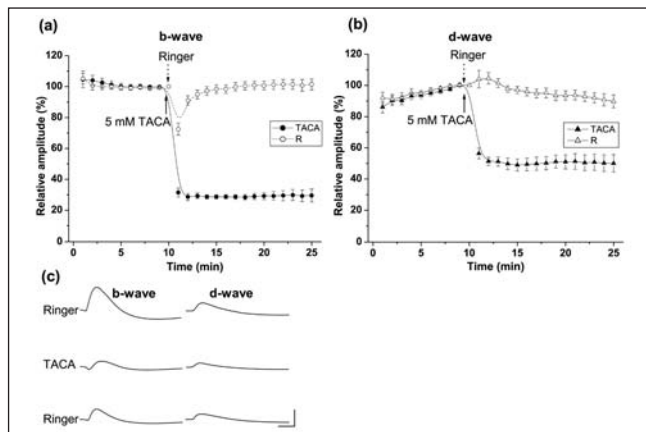 (a)
b-wave
Ringer
120
100
80
60
40
20
0
Relative amplitude (%)
5 mM TACA
TACA
R
0 5 10 15 20 25
Time (min)
(b)
d-wave
Ringer
120
100
80
60
40
20
0
Relative amplitude (%)
5 mM TACA
TACA
R
0 5 10 15 20 25
Time (min)
(c)
b-wave d-wave
Ringer
TACA
Ringer